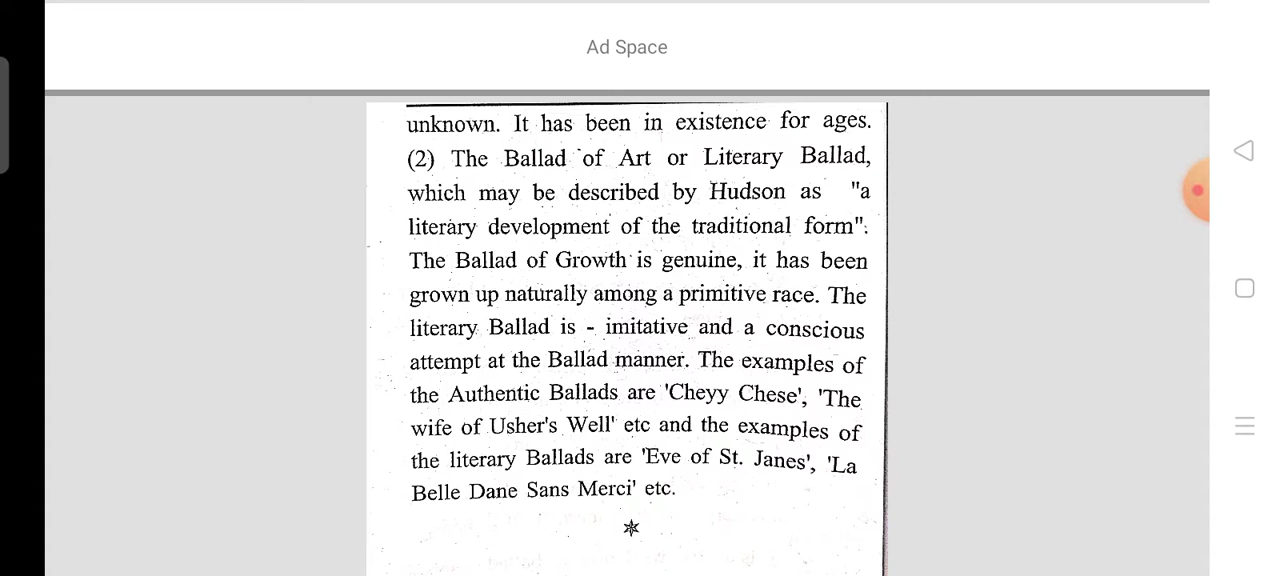 Ad Space
unknown. It has been in existence for ages.
(2) The Ballad of Art or Literary Ballad,
which may be described by Hudson as "a
literary development of the traditional form".
The Ballad of Growth is genuine, it has been
grown up naturally among a primitive race. The
literary Ballad is - imitative and a conscious
attempt at the Ballad manner. The examples of
the Authentic Ballads are 'Cheyy Chese', 'The
wife of Usher's Well' etc and the examples of
the literary Ballads are 'Eve of St. Janes', 'La
Belle Dane Sans Merci' etc.